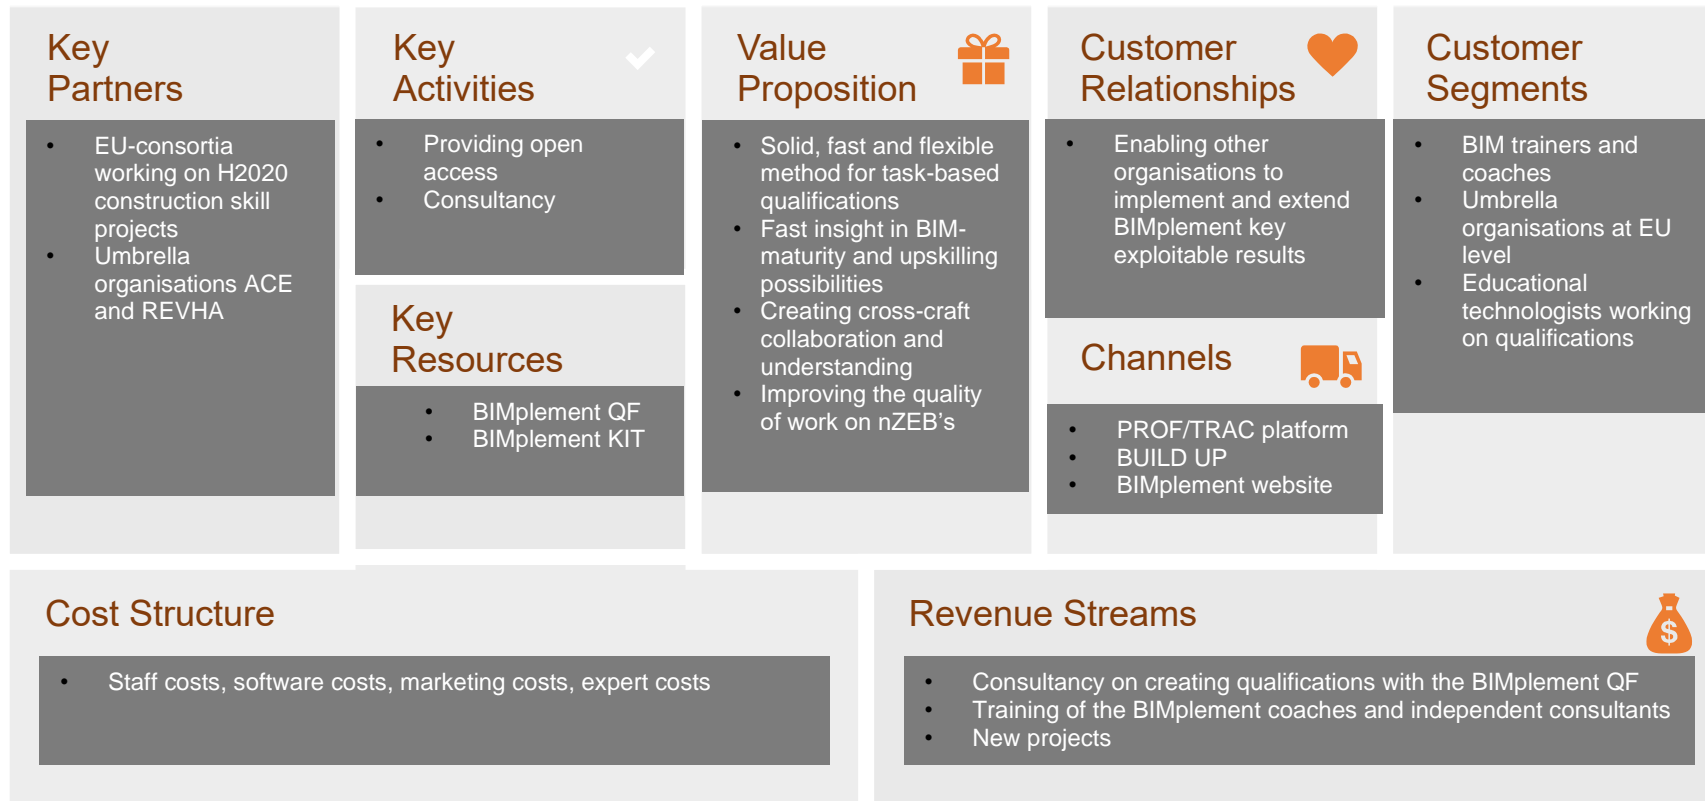 Key
Partners
• EU-consortia
working on H2020
construction skill
projects
• Umbrella
organisations ACE
and REVHA
Key
Activities
• Providing open
access
• Consultancy
Key
Resources
• BIMplement QF
• BIMplement KIT
Value
Proposition
• Solid, fast and flexible
method for task-based
qualifications
• Fast insight in BIM-
maturity and upskilling
possibilities
• Creating cross-craft
collaboration and
understanding
• Improving the quality
of work on nZEB's
Customer
Relationships
• Enabling other
organisations to
implement and extend
BIMplement key
exploitable results
Channels
• PROF/TRAC platform
• BUILD UP
• BIMplement website
Customer
Segments
• BIM trainers and
coaches
• Umbrella
organisations at EU
level
• Educational
technologists working
on qualifications
Cost Structure
• Staff costs, software costs, marketing costs, expert costs
Revenue Streams
$
• Consultancy on creating qualifications with the BIMplement QF
• Training of the BIMplement coaches and independent consultants
• New projects